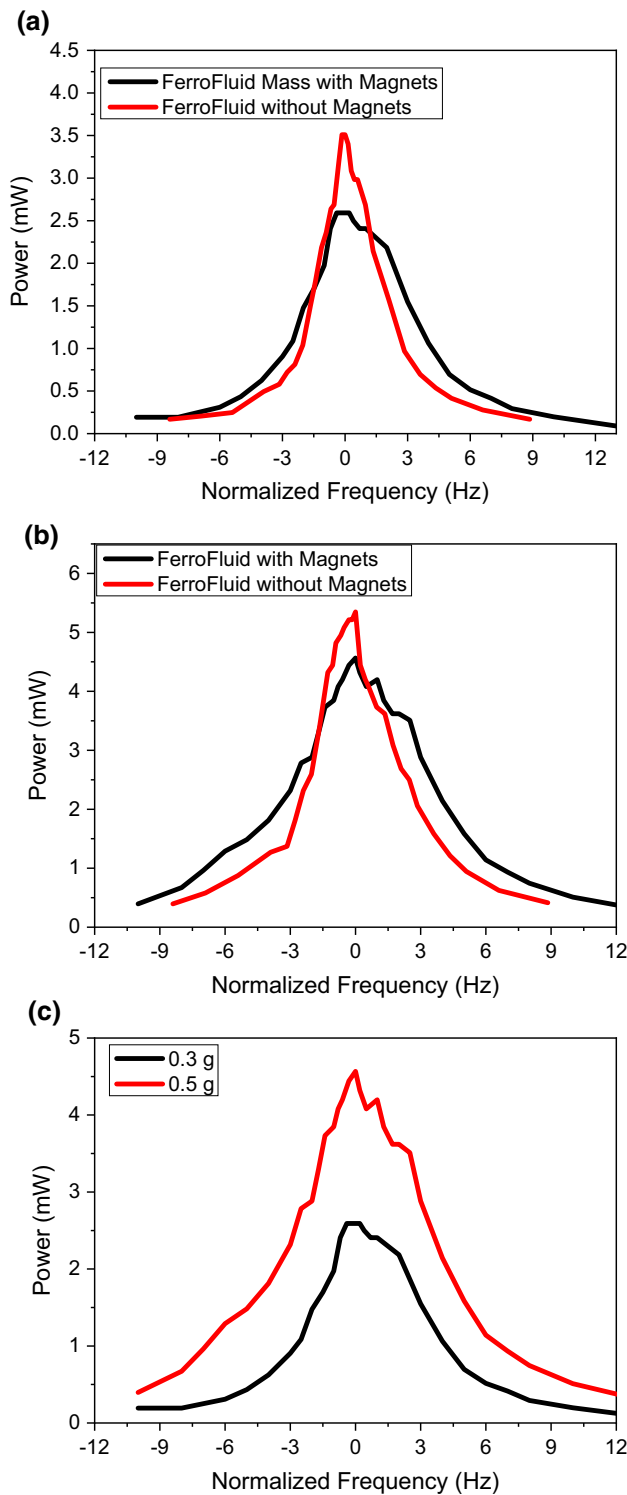 (a)
4.5
4.0
3.5
3.0
2.5
2.0
1.5
1.0
0.5
0.0
Power (mW)
FerroFluid Mass with Magnets
FerroFluid without Magnets
-12 -9 -6 -3 0 3 6 9 12
Normalized Frequency (Hz)
(b)
6
5
4
3
2
1
0
Power (mW)
FerroFluid with Magnets
FerroFluid without Magnets
-12 -9 -6 -3 0 3 6 9 12
Normalized Frequency (Hz)
(c)
5
4
3
2
1
0
Power (mW)
0.3 g
0.5 g
-12 -9 -6 -3 0 3 6 9 12
Normalized Frequency (Hz)